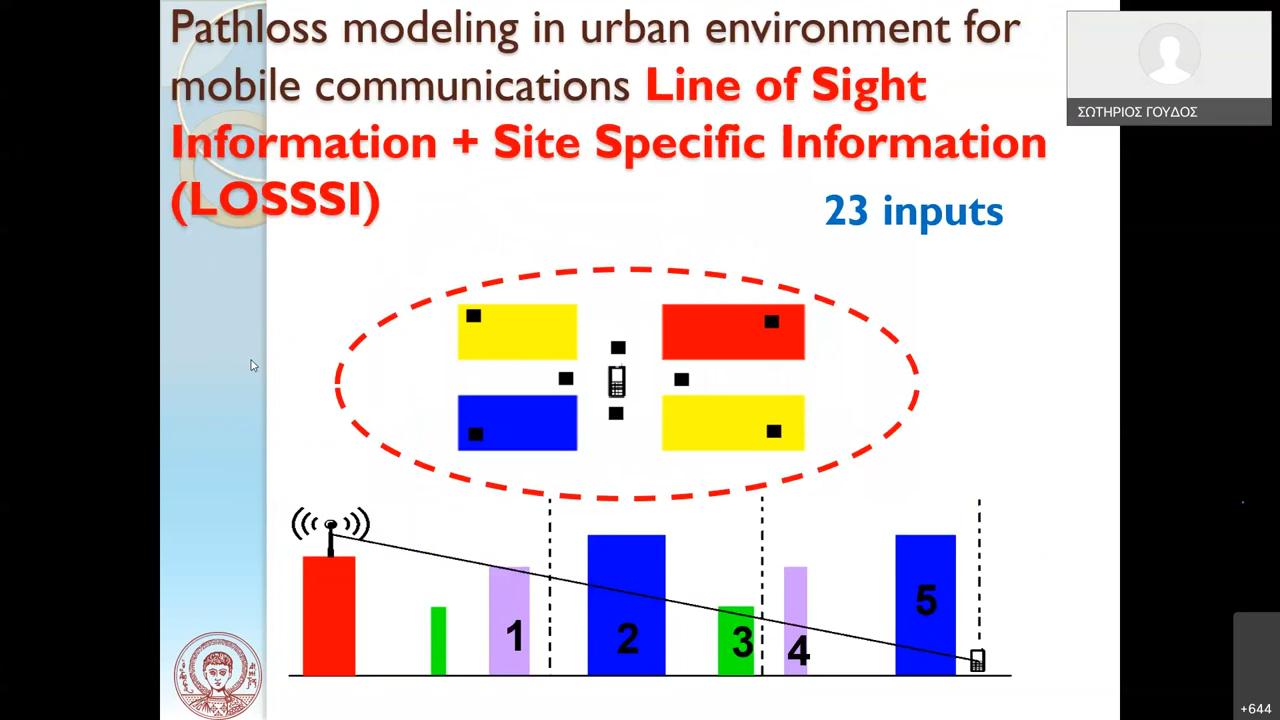 Pathloss modeling in urban environment for
mobile communications Line of Sight
Information + Site Specific Information
(LOSSSI)
23 inputs
ΣΩΤΗΡΙΟΣ ΓΟΥΔΟΣ
1
2
3
4
5
+644